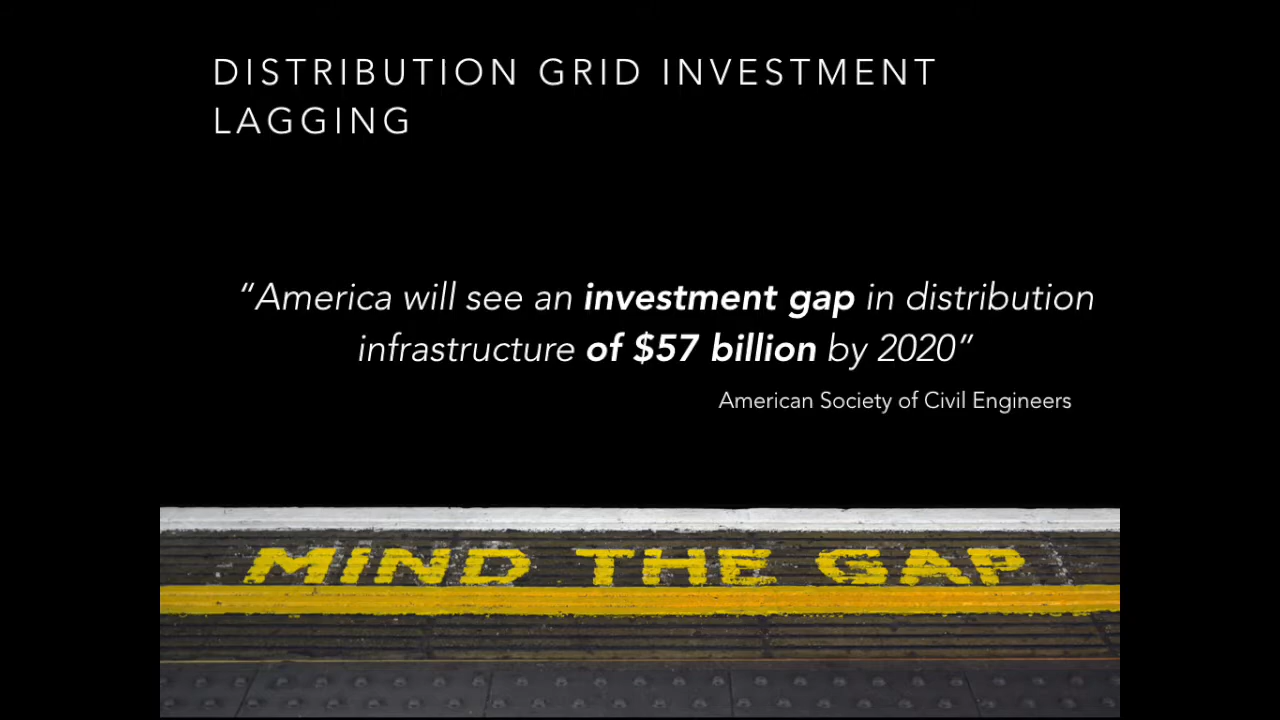 DISTRIBUTION GRID INVESTMENT
LAGGING
“America will see an investment gap in distribution
infrastructure of $57 billion by 2020”
American Society of Civil Engineers
MIND THE GAP